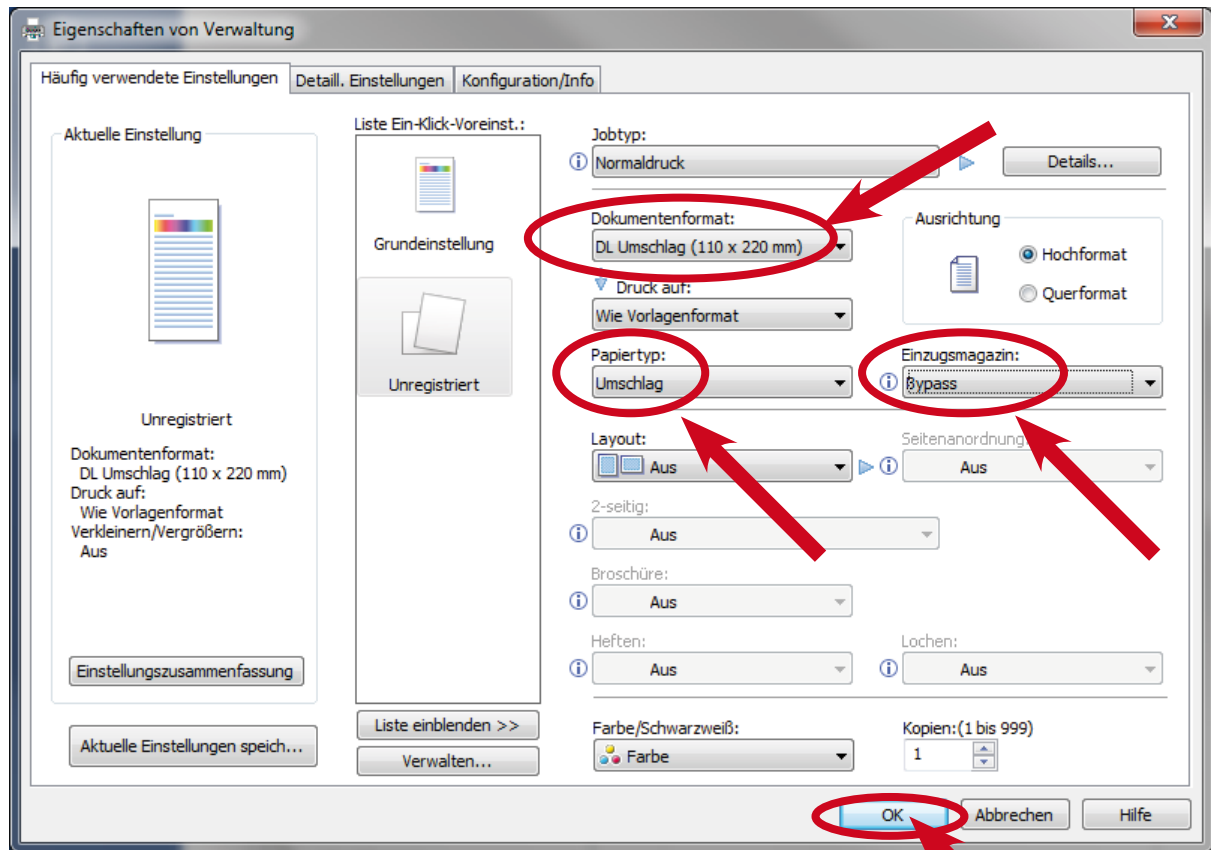 Eigenschaften von Verwaltung
Häufig verwendete Einstellungen
Detaill. Einstellungen
Konfiguration/Info
Aktuelle Einstellung
Unregistriert
Dokumentenformat:
DL Umschlag (110 x 220 mm)
Druck auf:
Wie Vorlagenformat
Verkleinern/Vergrößern:
Aus
Einstellungszusammenfassung
Aktuelle Einstellungen speich...
Liste Ein-Klick-Voreinst.:
Grundeinstellung
Unregistriert
Liste einblenden >>
Verwalten...
Jobtyp:
Normaldruck
Details...
Dokumentenformat:
DL Umschlag (110 x 220 mm)
Druck auf:
Wie Vorlagenformat
Ausrichtung
Hochformat
Querformat
Papiertyp:
Umschlag
Einzugsmagazin:
Bypass
Layout:
Aus
Seitenanordnung:
Aus
2-seitig:
Aus
Broschüre:
Aus
Heften:
Aus
Lochen:
Aus
Farbe/Schwarzweiß:
Farbe
Kopien:(1 bis 999)
1
OK
Abbrechen
Hilfe